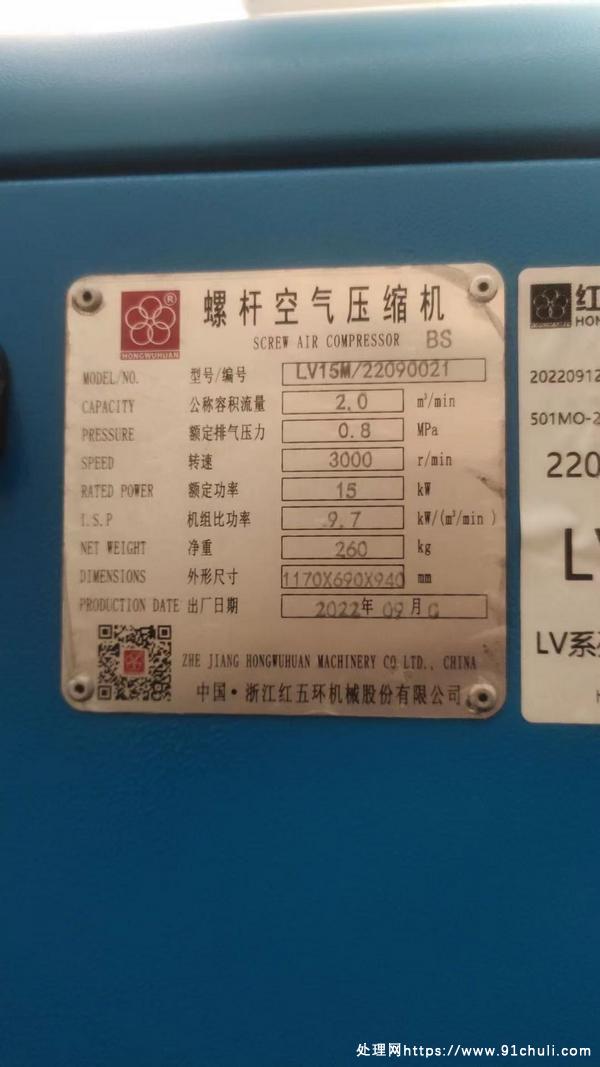 HONGWUHUAN
®
螺杆空气压缩机
SCREW AIR COMPRESSOR BS
MODEL/NO. 型号/编号 LV15M/22090021
CAPACITY 公称容积流量 2.0 m³/min
PRESSURE 额定排气压力 0.8 MPa
SPEED 转速 3000 r/min
RATED POWER 额定功率 15 kW
I.S.P 机组比功率 9.7 kW/(m³/min)
NET WEIGHT 净重 260 kg
DIMENSIONS 外形尺寸 1170X690X940 mm
PRODUCTION DATE 出厂日期 2022年 09月
ZHE JIANG HONGWUHUAN MACHINERY CO LTD., CHINA
中国·浙江红五环机械股份有限公司
红
HON
2022091
501MO-2
220
LV系
处理网https://www.91chuli.com/